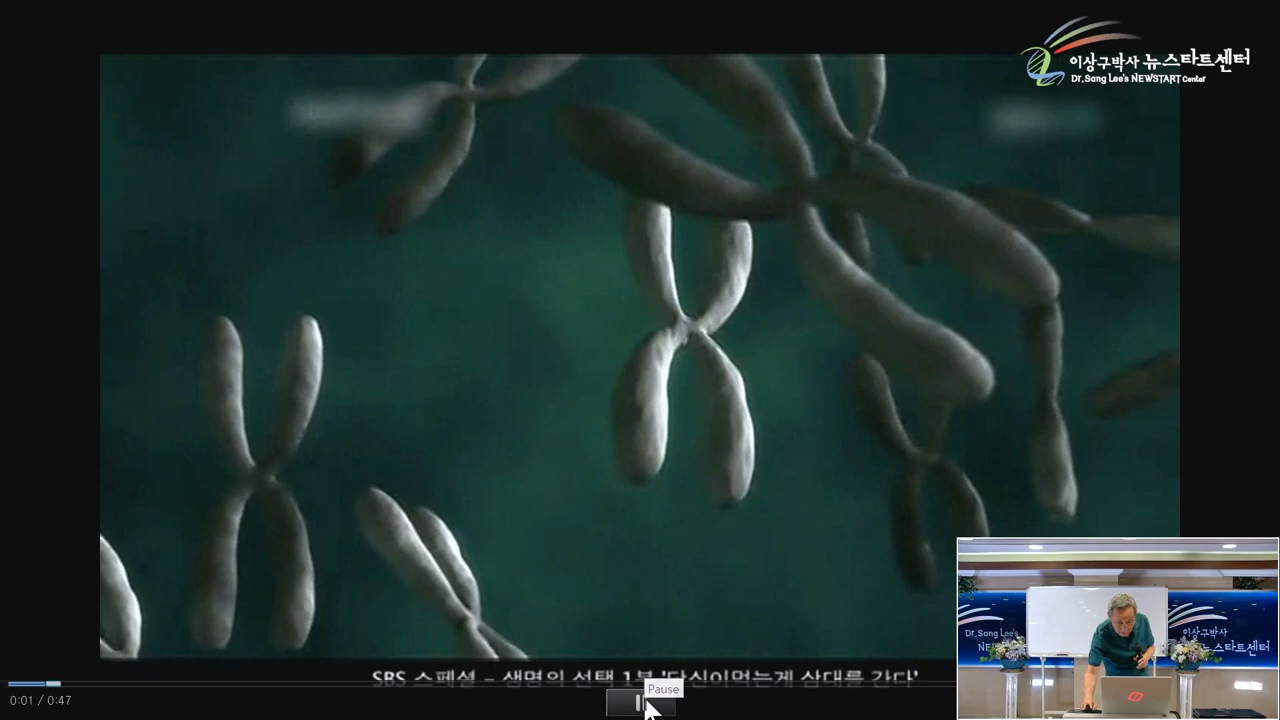 이상구박사 뉴스타트센터
Dr. Sang Lee's NEWSTART Center
SBS 스페셜 - 생명의 선택 1부 '당신이먹는게 삼대를 간다'
Pause
0:01 / 0:47
Dr. Sang Lee's
이상구박사
뉴스타트센터